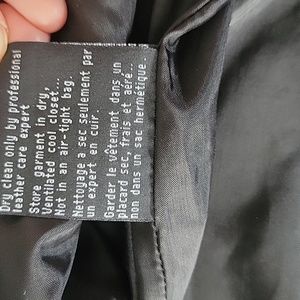 Dry clean only by professional
leather care expert
Store garment in dry,
Ventilated cool closet,
Not in an air-tight bag.
Nettoyage a sec seulement par
un expert en cuir.
Garder le vêtement dans un
placard sec, frais et aéré...
non dans un sac hermétique...